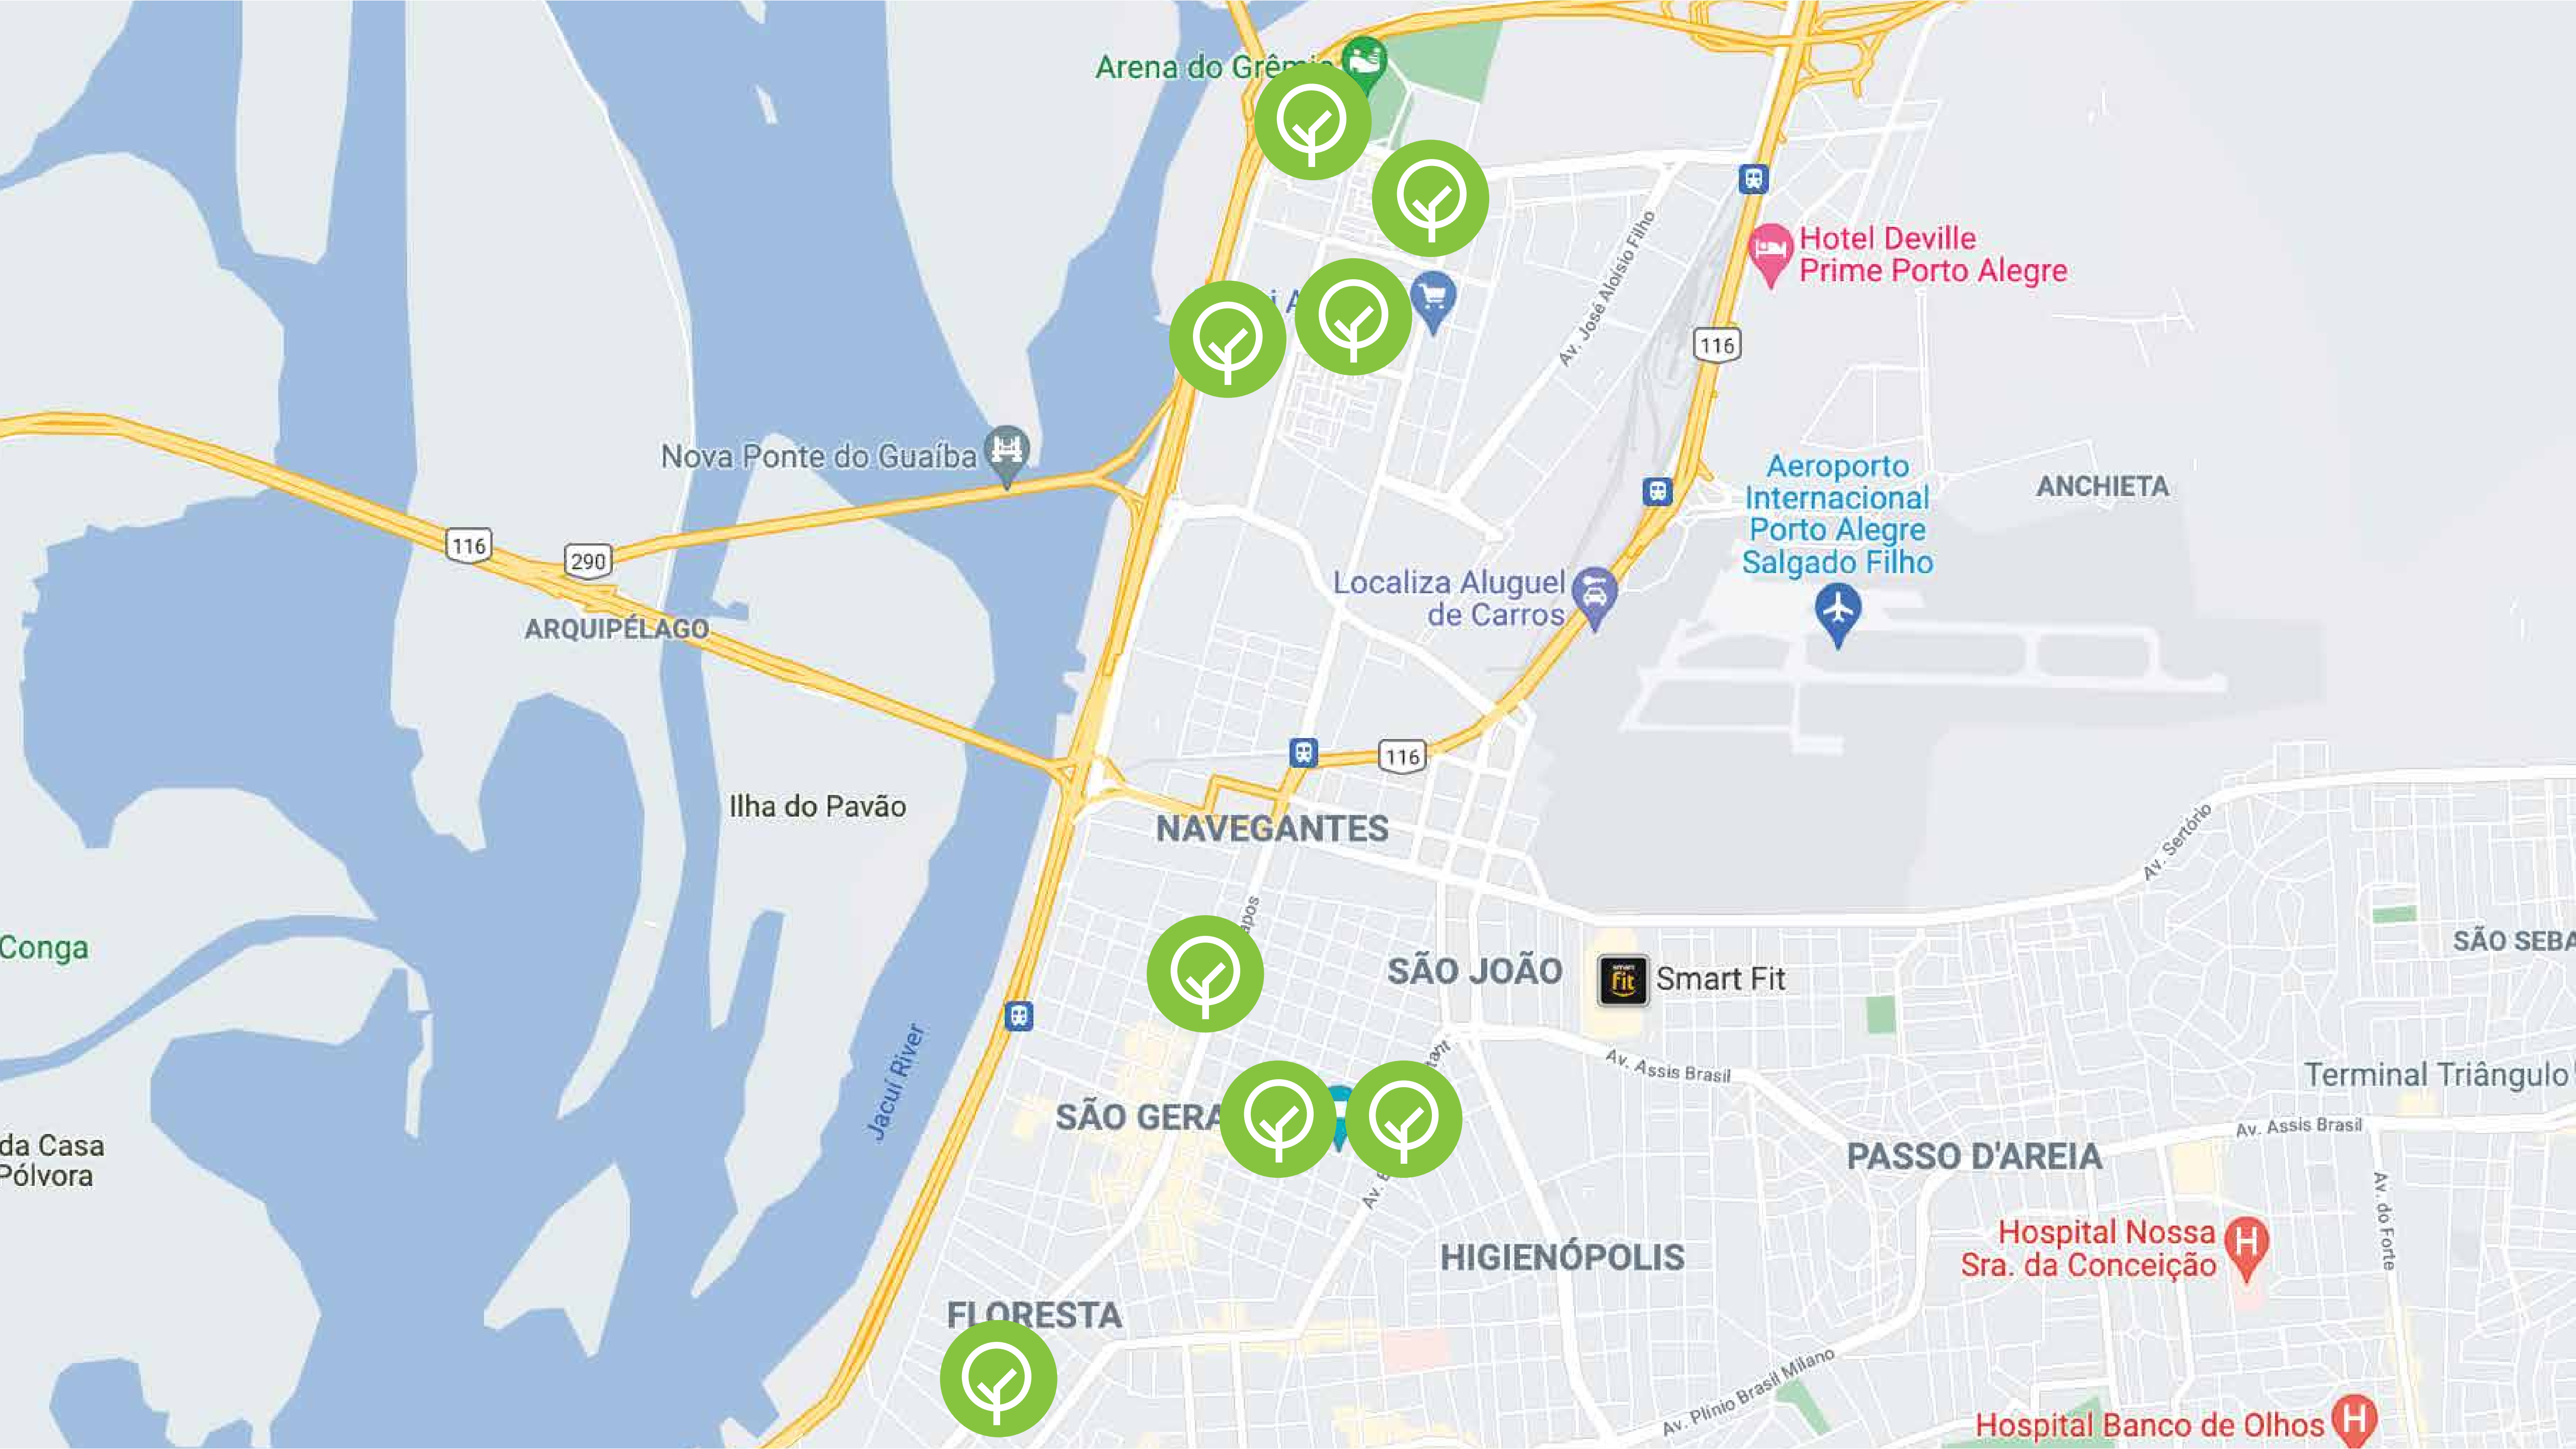 Arena do Grêmio
Hotel Deville
Prime Porto Alegre
Av. José Aloísio Filho
116
Nova Ponte do Guaíba
Aeroporto
Internacional
Porto Alegre
Salgado Filho
ANCHIETA
116
290
Localiza Aluguel
de Carros
ARQUIPÉLAGO
116
Ilha do Pavão
NAVEGANTES
Av. Sertório
Conga
SÃO JOÃO
smart
fit
Smart Fit
SÃO SEBA
Jacuí River
Av. Assis Brasil
Terminal Triângulo
SÃO GERA
da Casa
Pólvora
Av. Assis Brasil
PASSO D'AREIA
Av.
Av. do Forte
Hospital Nossa
Sra. da Conceição
H
HIGIENÓPOLIS
FLORESTA
Av. Plínio Brasil Milano
Hospital Banco de Olhos
H